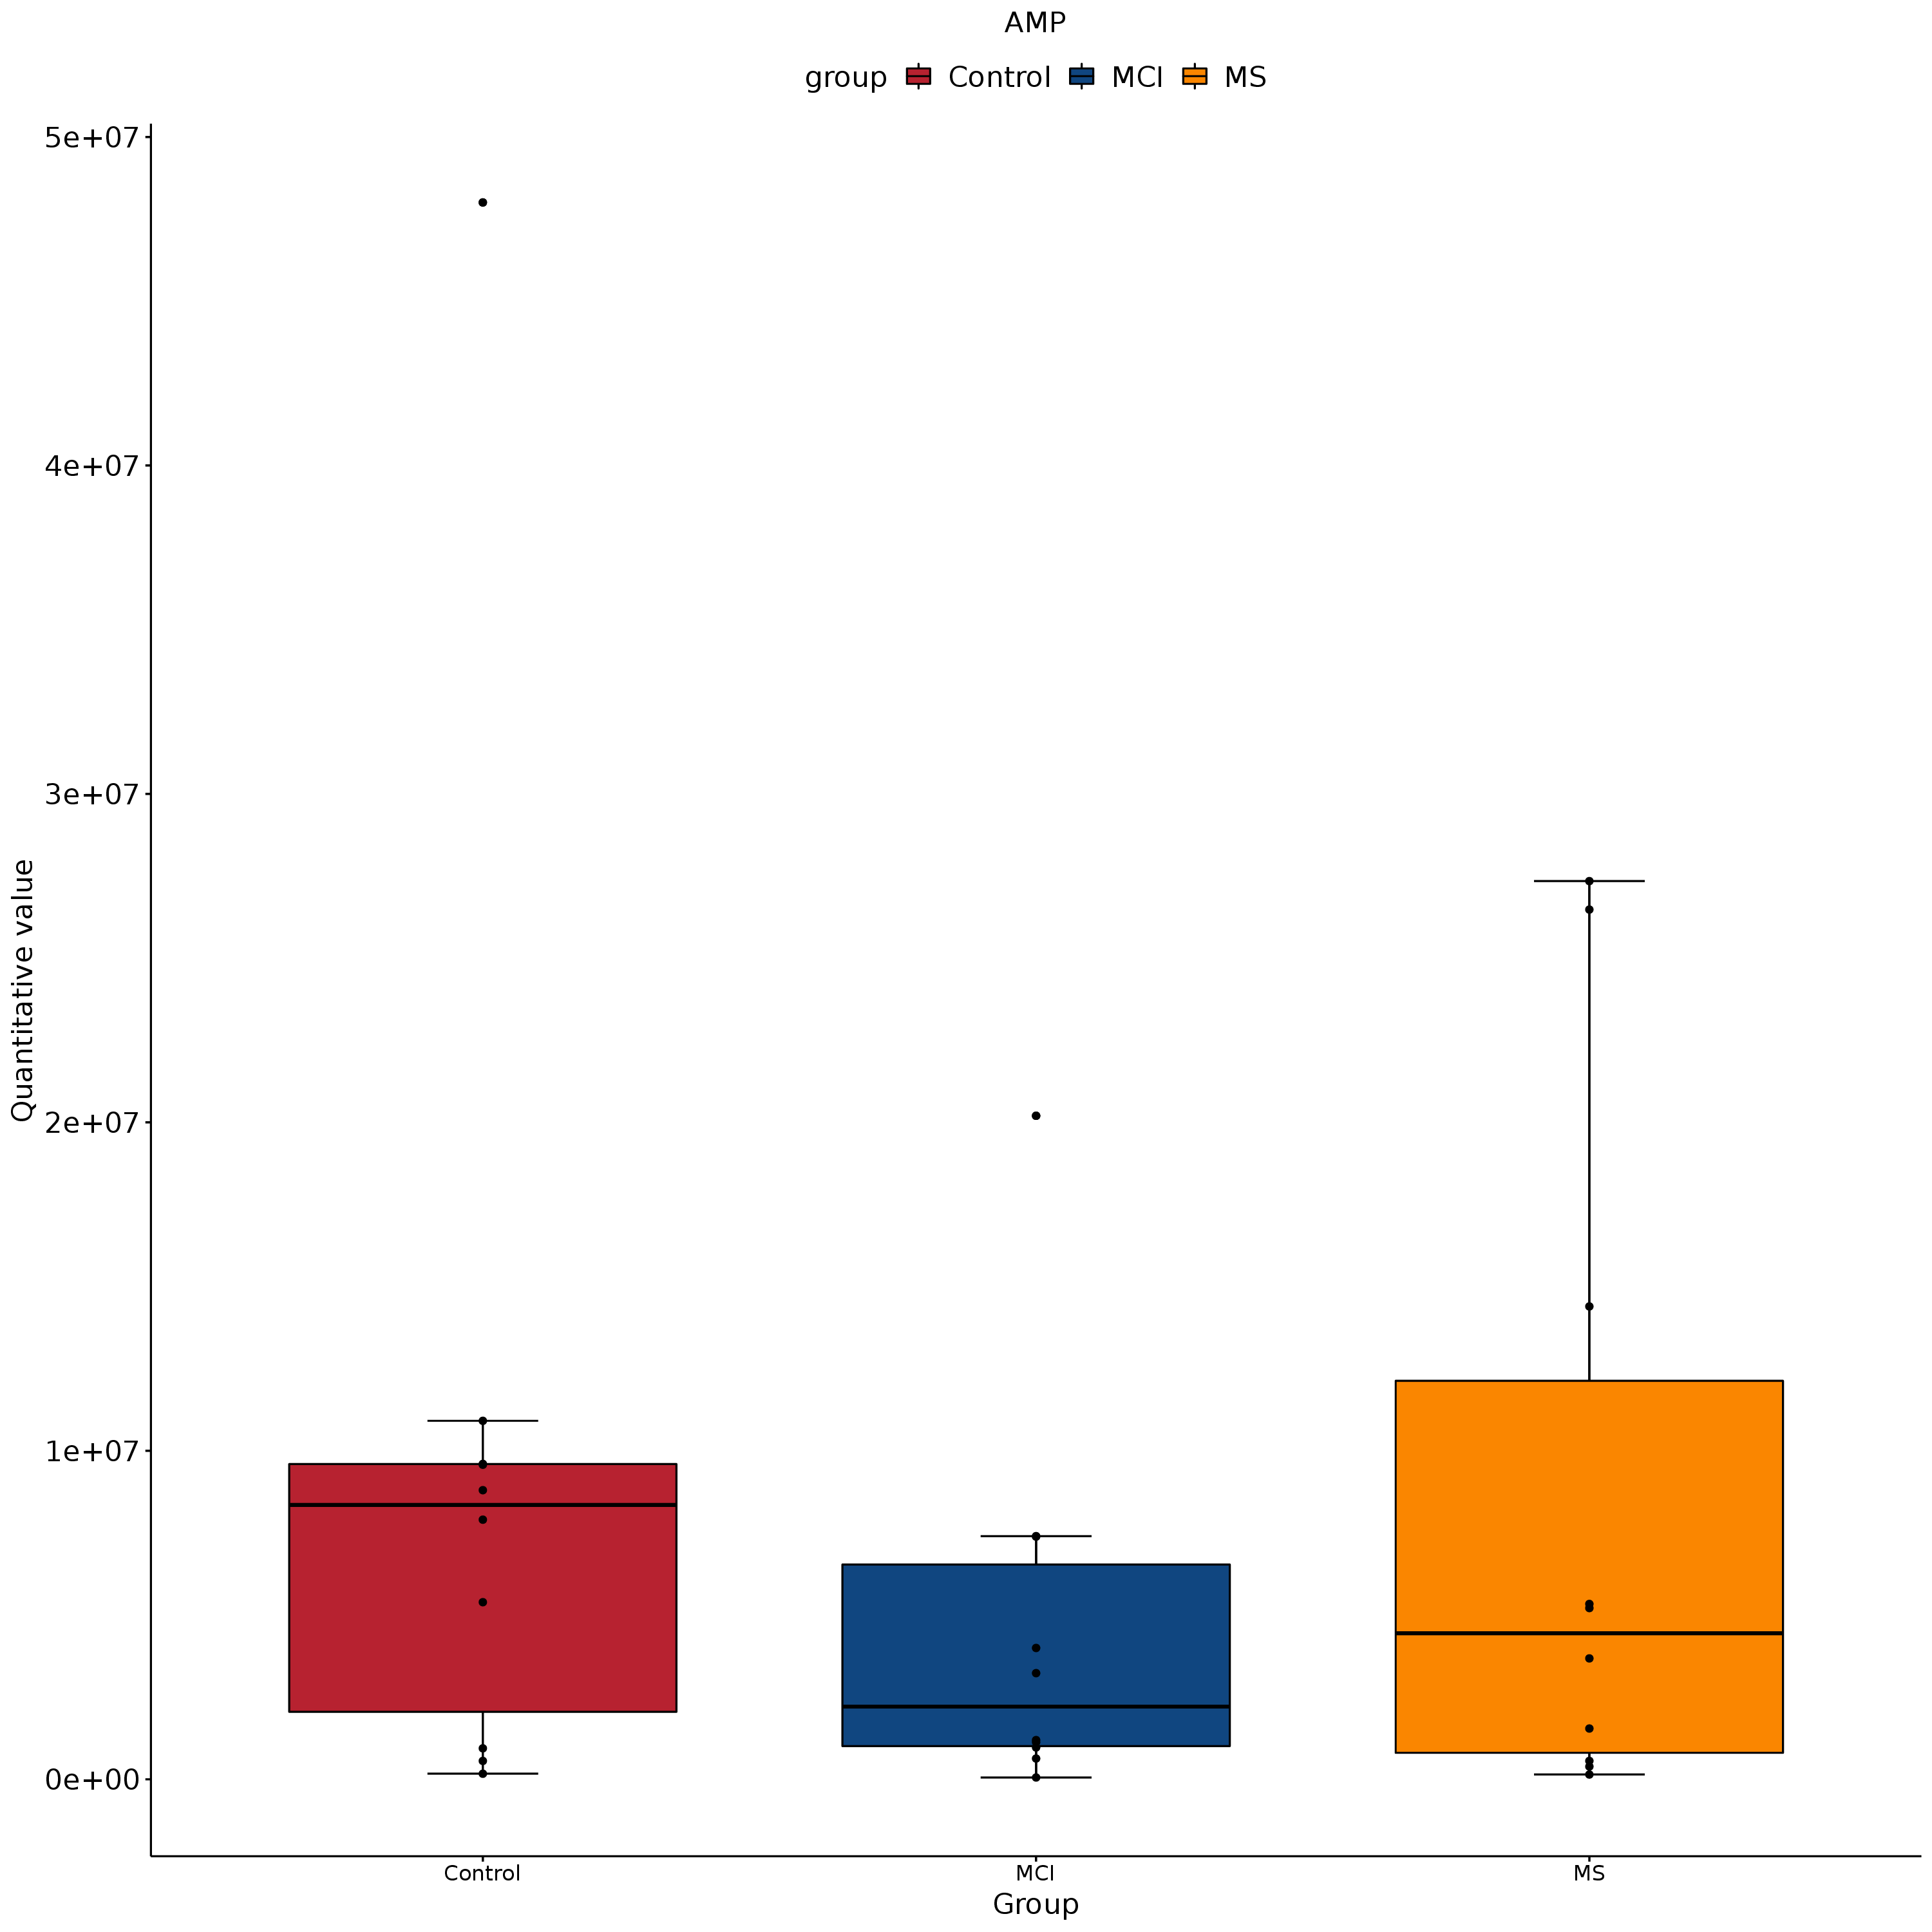 AMP
group Control MCI MS
5e+07
4e+07
3e+07
2e+07
1e+07
0e+00
Quantitative value
Control MCI MS
Group